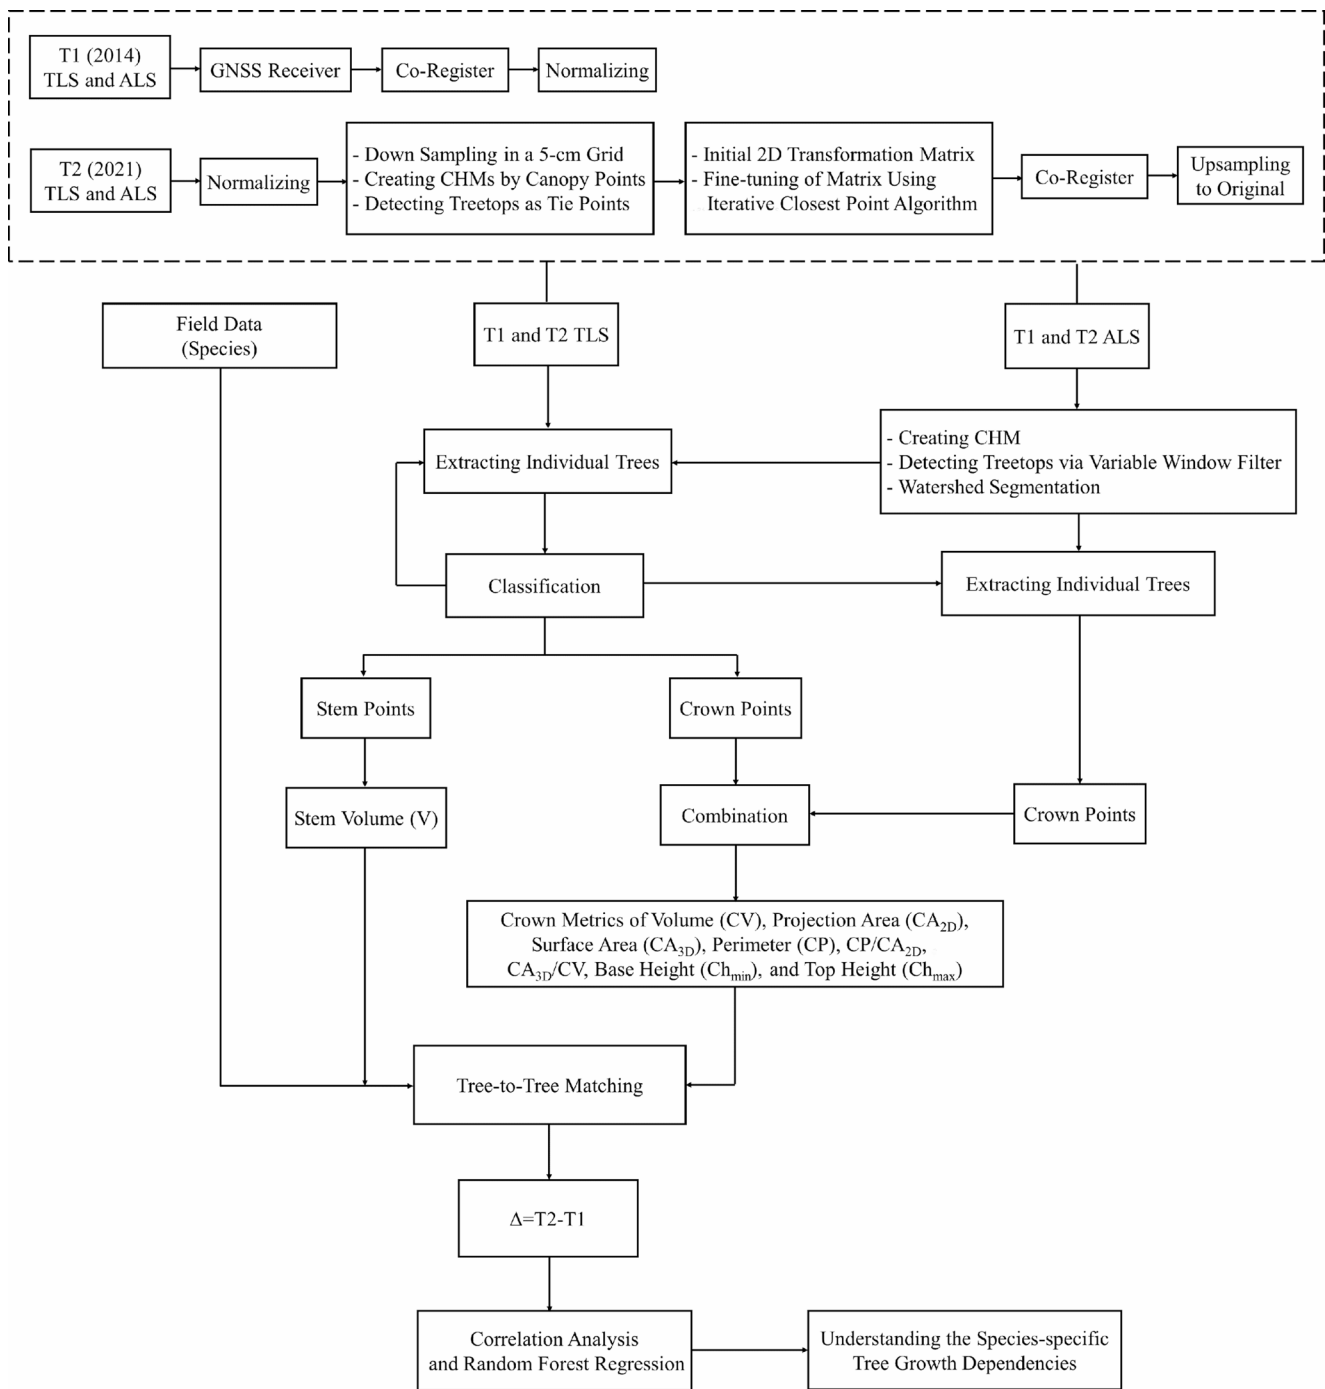 T1 (2014)
TLS and ALS
GNSS Receiver
Co-Register
Normalizing
T2 (2021)
TLS and ALS
Normalizing
- Down Sampling in a 5-cm Grid
- Creating CHMs by Canopy Points
- Detecting Treetops as Tie Points
- Initial 2D Transformation Matrix
- Fine-tuning of Matrix Using
Iterative Closest Point Algorithm
Co-Register
Upsampling
to Original
Field Data
(Species)
T1 and T2 TLS
T1 and T2 ALS
Extracting Individual Trees
- Creating CHM
- Detecting Treetops via Variable Window Filter
- Watershed Segmentation
Classification
Extracting Individual Trees
Stem Points
Crown Points
Stem Volume (V)
Combination
Crown Points
Crown Metrics of Volume (CV), Projection Area (CA2D),
Surface Area (CA3D), Perimeter (CP), CP/CA2D,
CA3D/CV, Base Height (Chmin), and Top Height (Chmax)
Tree-to-Tree Matching
Δ=T2-T1
Correlation Analysis
and Random Forest Regression
Understanding the Species-specific
Tree Growth Dependencies